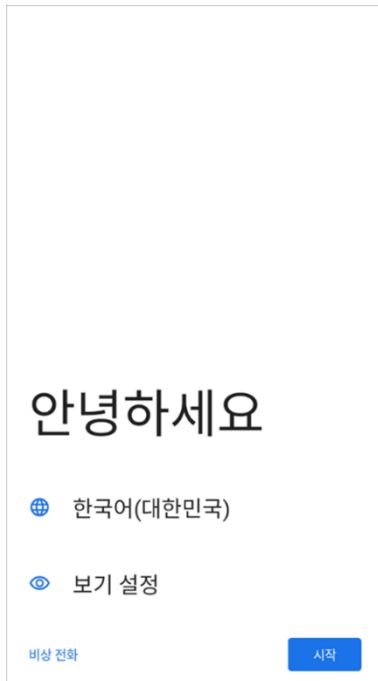 안녕하세요
한국어(대한민국)
보기 설정
비상 전화
시작